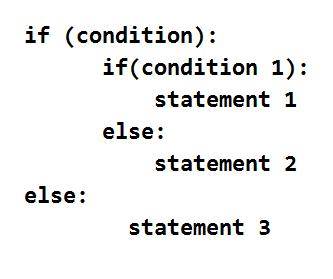 if (condition):
if(condition 1):
statement 1
else:
statement 2
else:
statement 3